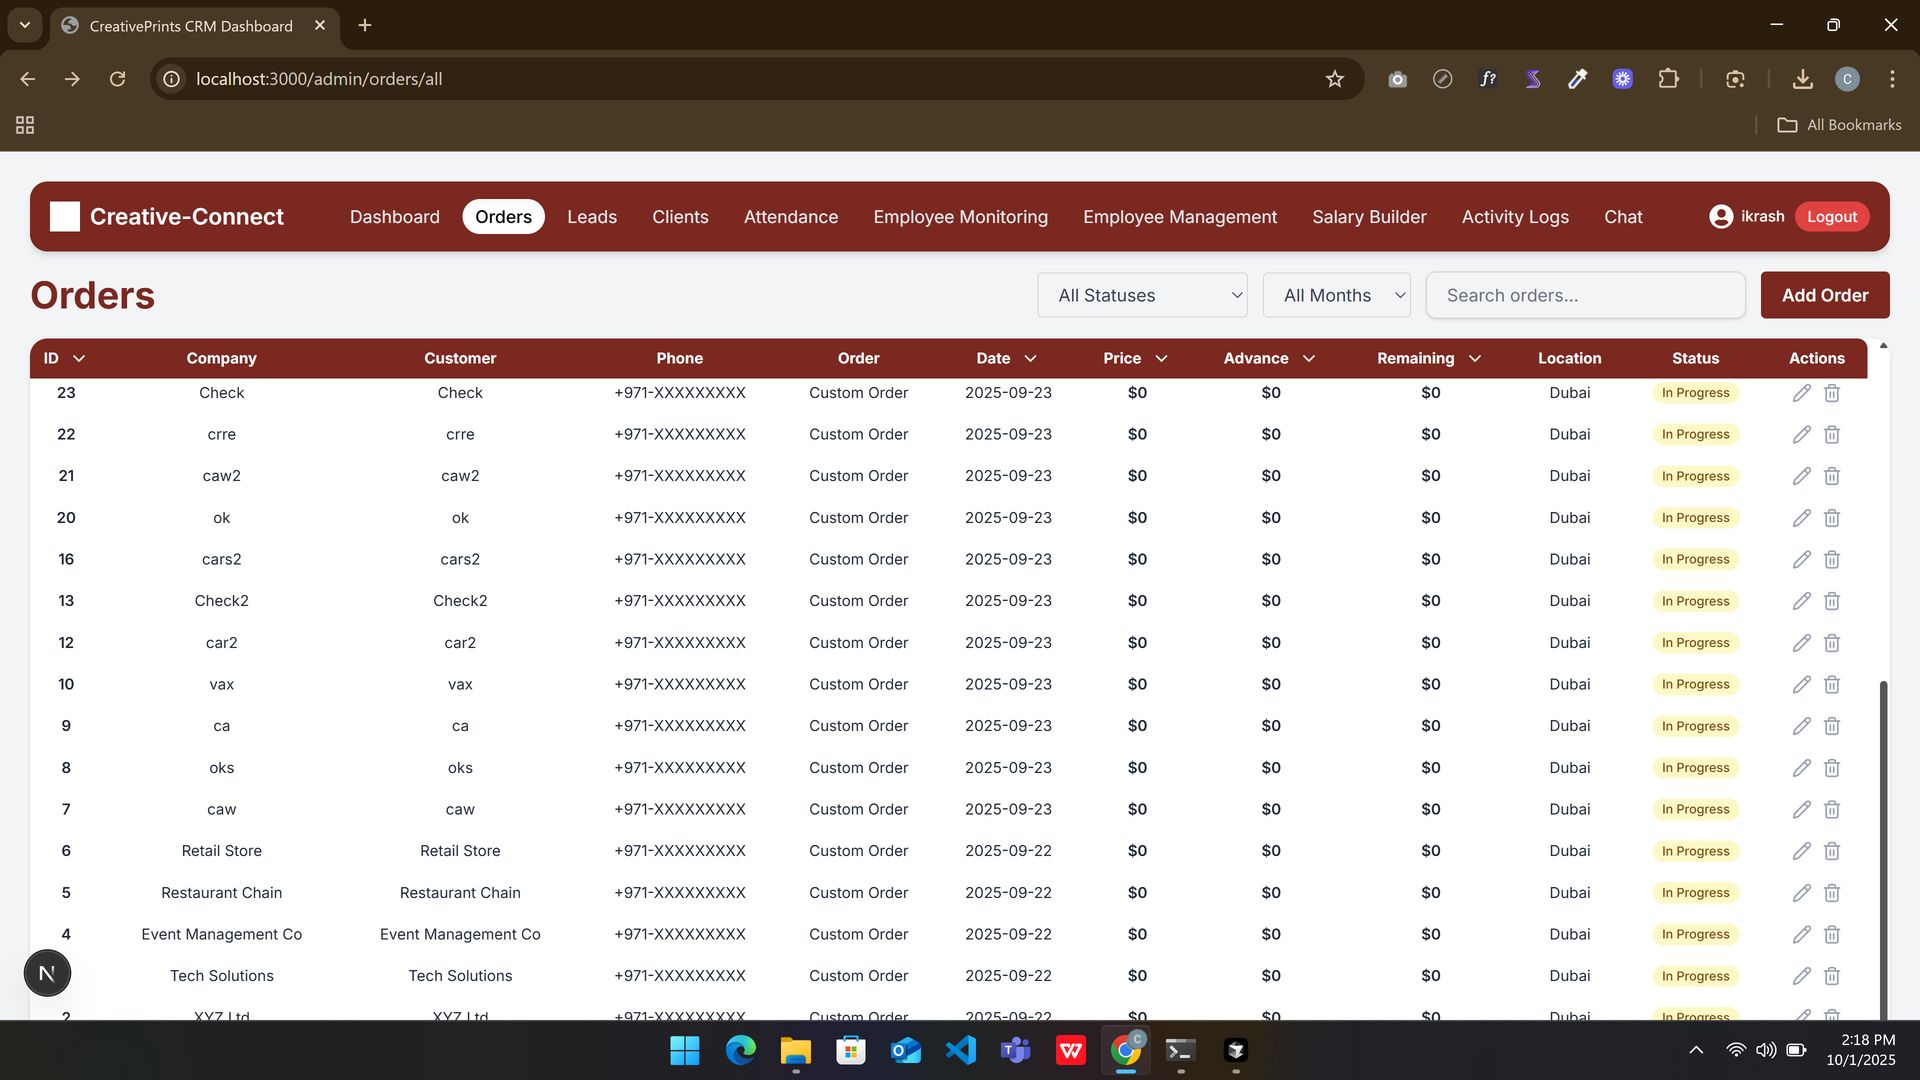 CreativePrints CRM Dashboard
localhost:3000/admin/orders/all
C
All Bookmarks
Creative-Connect Dashboard Orders Leads Clients Attendance Employee Monitoring Employee Management Salary Builder Activity Logs Chat ikrash Logout
Orders All Statuses All Months Search orders... Add Order
ID Company Customer Phone Order Date Price Advance Remaining Location Status Actions
23 Check Check +971-XXXXXXXXX Custom Order 2025-09-23 $0 $0 $0 Dubai In Progress
22 crre crre +971-XXXXXXXXX Custom Order 2025-09-23 $0 $0 $0 Dubai In Progress
21 caw2 caw2 +971-XXXXXXXXX Custom Order 2025-09-23 $0 $0 $0 Dubai In Progress
20 ok ok +971-XXXXXXXXX Custom Order 2025-09-23 $0 $0 $0 Dubai In Progress
16 cars2 cars2 +971-XXXXXXXXX Custom Order 2025-09-23 $0 $0 $0 Dubai In Progress
13 Check2 Check2 +971-XXXXXXXXX Custom Order 2025-09-23 $0 $0 $0 Dubai In Progress
12 car2 car2 +971-XXXXXXXXX Custom Order 2025-09-23 $0 $0 $0 Dubai In Progress
10 vax vax +971-XXXXXXXXX Custom Order 2025-09-23 $0 $0 $0 Dubai In Progress
9 ca ca +971-XXXXXXXXX Custom Order 2025-09-23 $0 $0 $0 Dubai In Progress
8 oks oks +971-XXXXXXXXX Custom Order 2025-09-23 $0 $0 $0 Dubai In Progress
7 caw caw +971-XXXXXXXXX Custom Order 2025-09-23 $0 $0 $0 Dubai In Progress
6 Retail Store Retail Store +971-XXXXXXXXX Custom Order 2025-09-22 $0 $0 $0 Dubai In Progress
5 Restaurant Chain Restaurant Chain +971-XXXXXXXXX Custom Order 2025-09-22 $0 $0 $0 Dubai In Progress
4 Event Management Co Event Management Co +971-XXXXXXXXX Custom Order 2025-09-22 $0 $0 $0 Dubai In Progress
N Tech Solutions Tech Solutions +971-XXXXXXXXX Custom Order 2025-09-22 $0 $0 $0 Dubai In Progress
2 XYZ Ltd XYZ Ltd +971-XXXXXXXXX Custom Order 2025-09-22 $0 $0 $0 Dubai In Progress
2:18 PM
10/1/2025